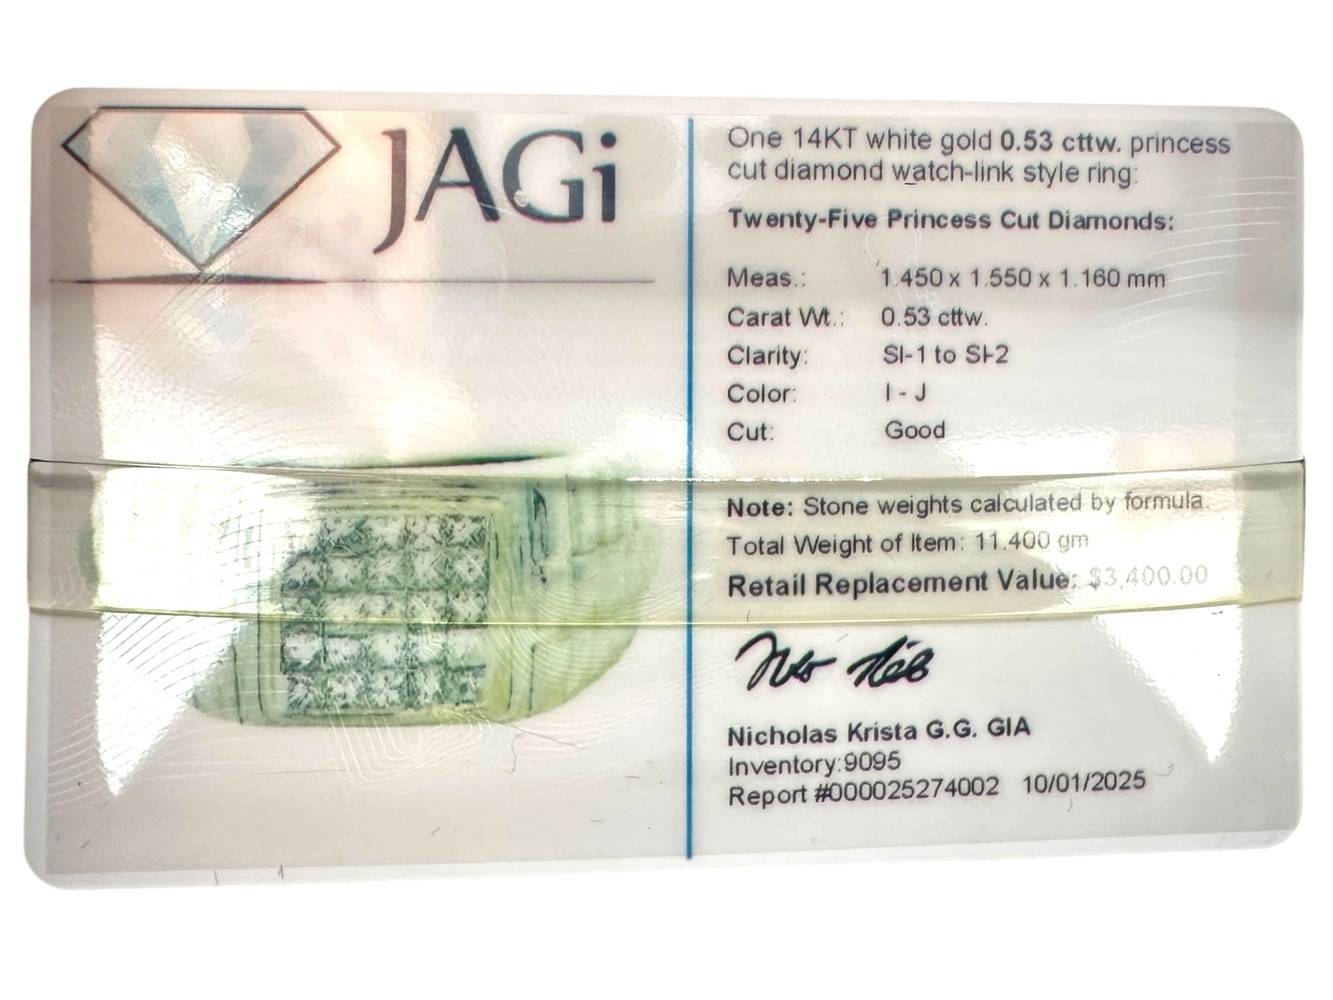 JAGi
One 14KT white gold 0.53 cttw. princess
cut diamond watch-link style ring:
Twenty-Five Princess Cut Diamonds:
Meas.: 1.450 x 1.550 x 1.160 mm
Carat Wt.: 0.53 cttw.
Clarity: SI-1 to SI-2
Color: I - J
Cut: Good
Note: Stone weights calculated by formula.
Total Weight of Item: 11.400 gm
Retail Replacement Value: $3,400.00
Nicholas Krista G.G. GIA
Inventory:9095
Report #000025274002 10/01/2025